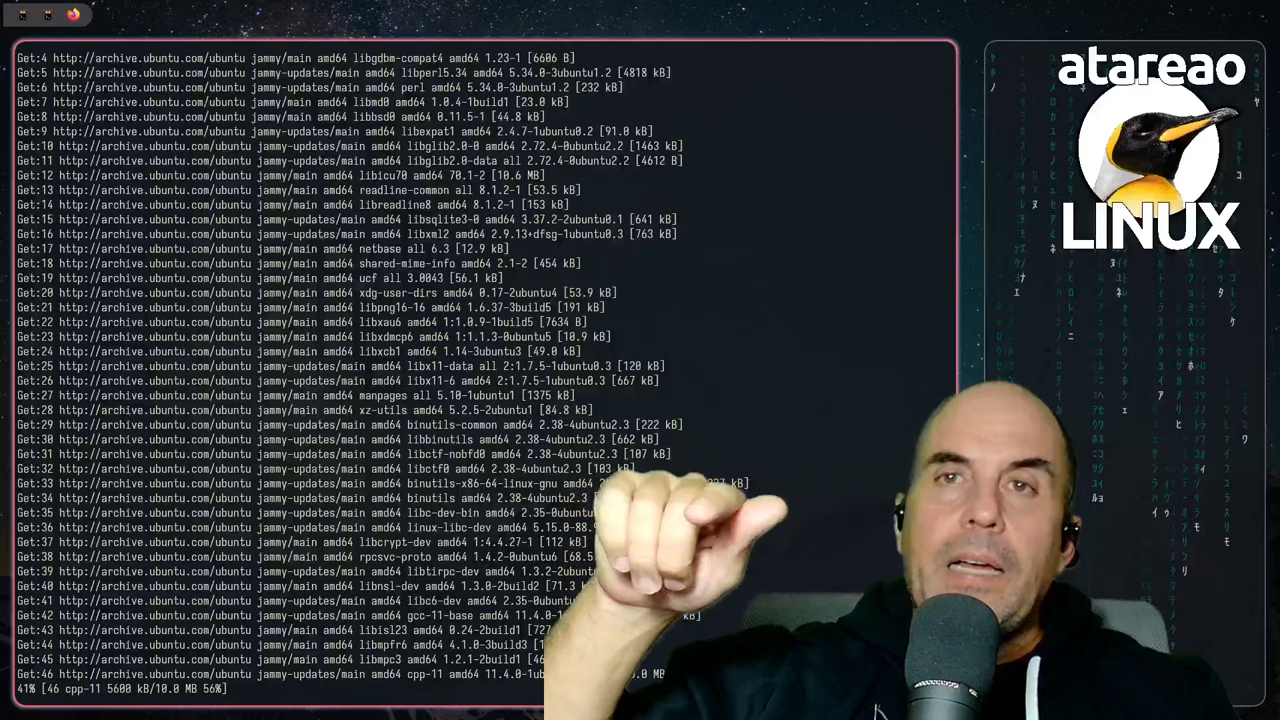 Get:4 http://archive.ubuntu.com/ubuntu jammy/main amd64 libgdbm-compat4 amd64 1.23-1 [6606 B]
Get:5 http://archive.ubuntu.com/ubuntu jammy-updates/main amd64 libperl5.34 amd64 5.34.0-3ubuntu1.2 [4818 kB]
Get:6 http://archive.ubuntu.com/ubuntu jammy-updates/main amd64 perl amd64 5.34.0-3ubuntu1.2 [232 kB]
Get:7 http://archive.ubuntu.com/ubuntu jammy/main amd64 libmd0 amd64 1.0.4-1build1 [23.0 kB]
Get:8 http://archive.ubuntu.com/ubuntu jammy/main amd64 libbsd0 amd64 0.11.5-1 [44.8 kB]
Get:9 http://archive.ubuntu.com/ubuntu jammy-updates/main amd64 libexpat1 amd64 2.4.7-1ubuntu0.2 [91.0 kB]
Get:10 http://archive.ubuntu.com/ubuntu jammy-updates/main amd64 libglib2.0-0 amd64 2.72.4-0ubuntu2.2 [1463 kB]
Get:11 http://archive.ubuntu.com/ubuntu jammy-updates/main amd64 libglib2.0-data all 2.72.4-0ubuntu2.2 [4612 B]
Get:12 http://archive.ubuntu.com/ubuntu jammy/main amd64 libicu70 amd64 70.1-2 [10.6 MB]
Get:13 http://archive.ubuntu.com/ubuntu jammy/main amd64 readline-common all 8.1.2-1 [53.5 kB]
Get:14 http://archive.ubuntu.com/ubuntu jammy/main amd64 libreadline8 amd64 8.1.2-1 [153 kB]
Get:15 http://archive.ubuntu.com/ubuntu jammy-updates/main amd64 libsqlite3-0 amd64 3.37.2-2ubuntu0.1 [641 kB]
Get:16 http://archive.ubuntu.com/ubuntu jammy-updates/main amd64 libxml2 amd64 2.9.13+dfsg-1ubuntu0.3 [763 kB]
Get:17 http://archive.ubuntu.com/ubuntu jammy/main amd64 netbase all 6.3 [12.9 kB]
Get:18 http://archive.ubuntu.com/ubuntu jammy/main amd64 shared-mime-info amd64 2.1-2 [454 kB]
Get:19 http://archive.ubuntu.com/ubuntu jammy/main amd64 ucf all 3.0043 [56.1 kB]
Get:20 http://archive.ubuntu.com/ubuntu jammy/main amd64 xdg-user-dirs amd64 0.17-2ubuntu4 [53.9 kB]
Get:21 http://archive.ubuntu.com/ubuntu jammy/main amd64 libpng16-16 amd64 1.6.37-3build5 [191 kB]
Get:22 http://archive.ubuntu.com/ubuntu jammy/main amd64 libxau6 amd64 1:1.0.9-1build5 [7634 B]
Get:23 http://archive.ubuntu.com/ubuntu jammy/main amd64 libxdmcp6 amd64 1:1.1.3-0ubuntu5 [10.9 kB]
Get:24 http://archive.ubuntu.com/ubuntu jammy/main amd64 libxcb1 amd64 1.14-3ubuntu3 [49.0 kB]
Get:25 http://archive.ubuntu.com/ubuntu jammy-updates/main amd64 libx11-data all 2:1.7.5-1ubuntu0.3 [120 kB]
Get:26 http://archive.ubuntu.com/ubuntu jammy-updates/main amd64 libx11-6 amd64 2:1.7.5-1ubuntu0.3 [667 kB]
Get:27 http://archive.ubuntu.com/ubuntu jammy/main amd64 manpages all 5.10-1ubuntu1 [1375 kB]
Get:28 http://archive.ubuntu.com/ubuntu jammy/main amd64 xz-utils amd64 5.2.5-2ubuntu1 [84.8 kB]
Get:29 http://archive.ubuntu.com/ubuntu jammy-updates/main amd64 binutils-common amd64 2.38-4ubuntu2.3 [222 kB]
Get:30 http://archive.ubuntu.com/ubuntu jammy-updates/main amd64 libbinutils amd64 2.38-4ubuntu2.3 [662 kB]
Get:31 http://archive.ubuntu.com/ubuntu jammy-updates/main amd64 libctf-nobfd0 amd64 2.38-4ubuntu2.3 [107 kB]
Get:32 http://archive.ubuntu.com/ubuntu jammy-updates/main amd64 libctf0 amd64 2.38-4ubuntu2.3 [103 kB]
Get:33 http://archive.ubuntu.com/ubuntu jammy-updates/main amd64 binutils-x86-64-linux-gnu amd64
Get:34 http://archive.ubuntu.com/ubuntu jammy-updates/main amd64 binutils amd64 2.38-4ubuntu2.3
Get:35 http://archive.ubuntu.com/ubuntu jammy-updates/main amd64 libc-dev-bin amd64 2.35-0ubuntu
Get:36 http://archive.ubuntu.com/ubuntu jammy-updates/main amd64 linux-libc-dev amd64 5.15.0-88.9
Get:37 http://archive.ubuntu.com/ubuntu jammy/main amd64 libcrypt-dev amd64 1:4.4.27-1 [112 kB]
Get:38 http://archive.ubuntu.com/ubuntu jammy/main amd64 rpcsvc-proto amd64 1.4.2-0ubuntu6 [68.5
Get:39 http://archive.ubuntu.com/ubuntu jammy-updates/main amd64 libtirpc-dev amd64 1.3.2-2ubuntu
Get:40 http://archive.ubuntu.com/ubuntu jammy/main amd64 libnsl-dev amd64 1.3.0-2build2 [71.3 k
Get:41 http://archive.ubuntu.com/ubuntu jammy-updates/main amd64 libc6-dev amd64 2.35-0ubuntu
Get:42 http://archive.ubuntu.com/ubuntu jammy-updates/main amd64 gcc-11-base amd64 11.4.0-1 kB]
Get:43 http://archive.ubuntu.com/ubuntu jammy/main amd64 libisl23 amd64 0.24-2build1 [727
Get:44 http://archive.ubuntu.com/ubuntu jammy/main amd64 libmpfr6 amd64 4.1.0-3build3 [1
Get:45 http://archive.ubuntu.com/ubuntu jammy/main amd64 libmpc3 amd64 1.2.1-2build1 [46
Get:46 http://archive.ubuntu.com/ubuntu jammy-updates/main amd64 cpp-11 amd64 11.4.0-1ub .0 MB
41% [46 cpp-11 5600 kB/10.0 MB 56%]
atareao
LINUX